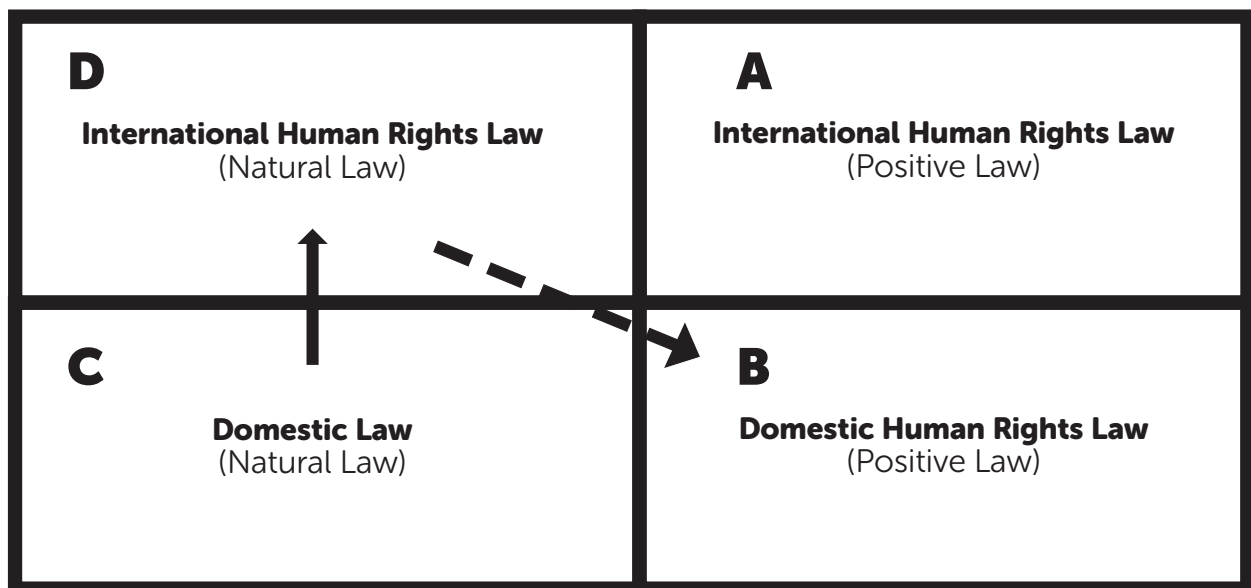 D
International Human Rights Law
(Natural Law)
A
International Human Rights Law
(Positive Law)
C
Domestic Law
(Natural Law)
B
Domestic Human Rights Law
(Positive Law)